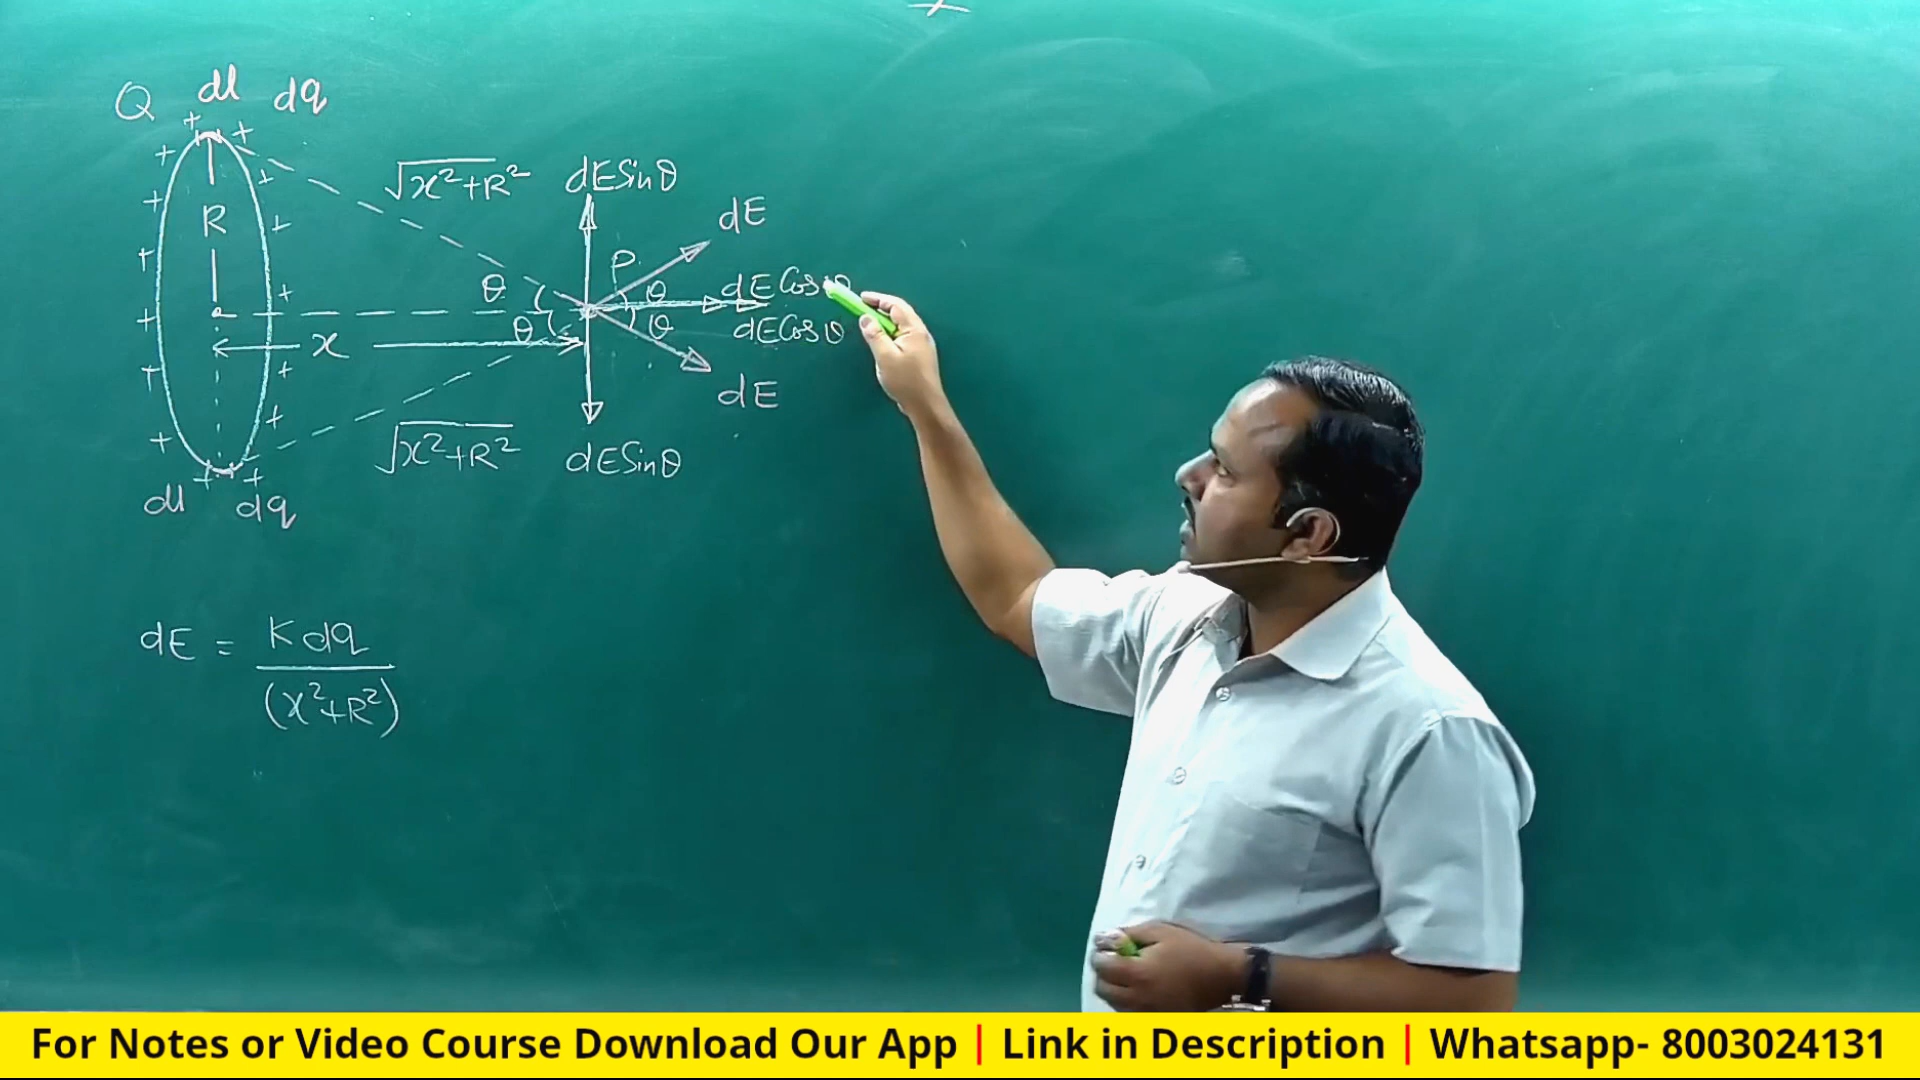 Q dl dq
√x²+R² dESinθ
dE
R
P
θ θ dECosθ
θ θ dECosθ
x
dE
√x²+R² dESinθ
dl dq
dE = K dq
(x²+R²)
For Notes or Video Course Download Our App | Link in Description | Whatsapp- 8003024131